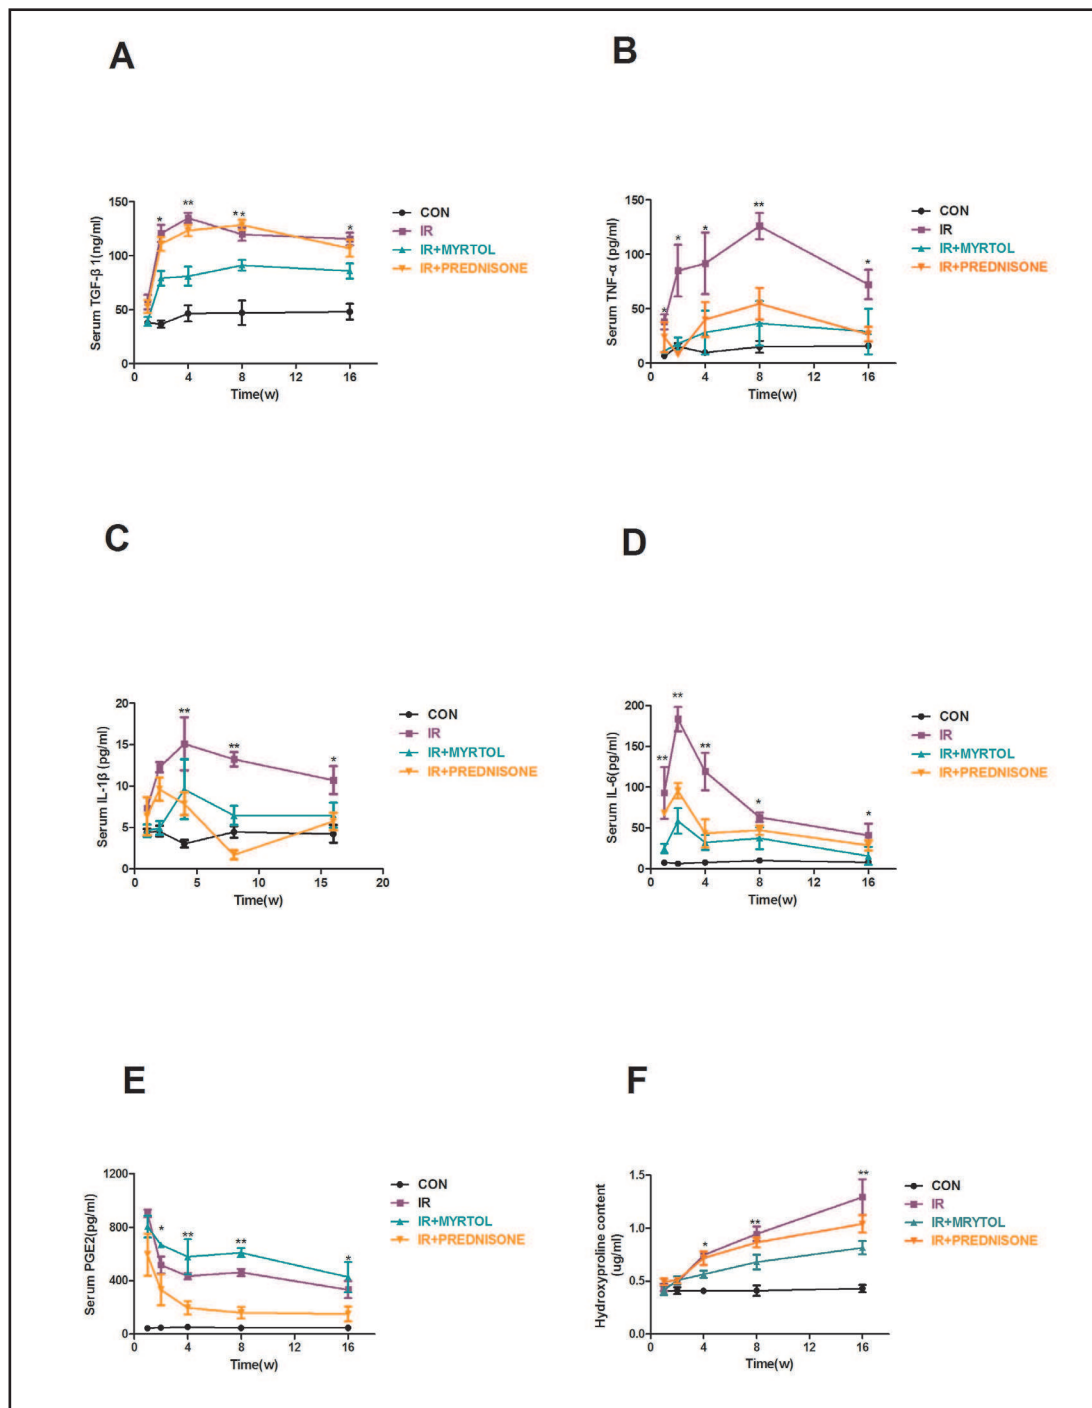 A
Serum TGF-β 1(ng/ml)
150
100
50
0
* ** ** *
0 4 8 12 16
Time(w)
CON
IR
IR+MYRTOL
IR+PREDNISONE
B
Serum TNF-α (pg/ml)
150
100
50
0
* * * ** *
0 4 8 12 16
Time(w)
CON
IR
IR+MYRTOL
IR+PREDNISONE
C
Serum IL-1β (pg/ml)
20
15
10
5
0
** ** *
0 5 10 15 20
Time(w)
CON
IR
IR+MYRTOL
IR+PREDNISONE
D
Serum IL-6(pg/ml)
200
150
100
50
0
** ** ** * *
0 4 8 12 16
Time(w)
CON
IR
IR+MYRTOL
IR+PREDNISONE
E
Serum PGE2(pg/ml)
1200
800
400
0
* ** ** *
0 4 8 12 16
Time(w)
CON
IR
IR+MYRTOL
IR+PREDNISONE
F
Hydroxyproline content
(ug/ml)
1.5
1.0
0.5
0.0
* ** **
0 4 8 12 16
Time(w)
CON
IR
IR+MRYTOL
IR+PREDNISONE